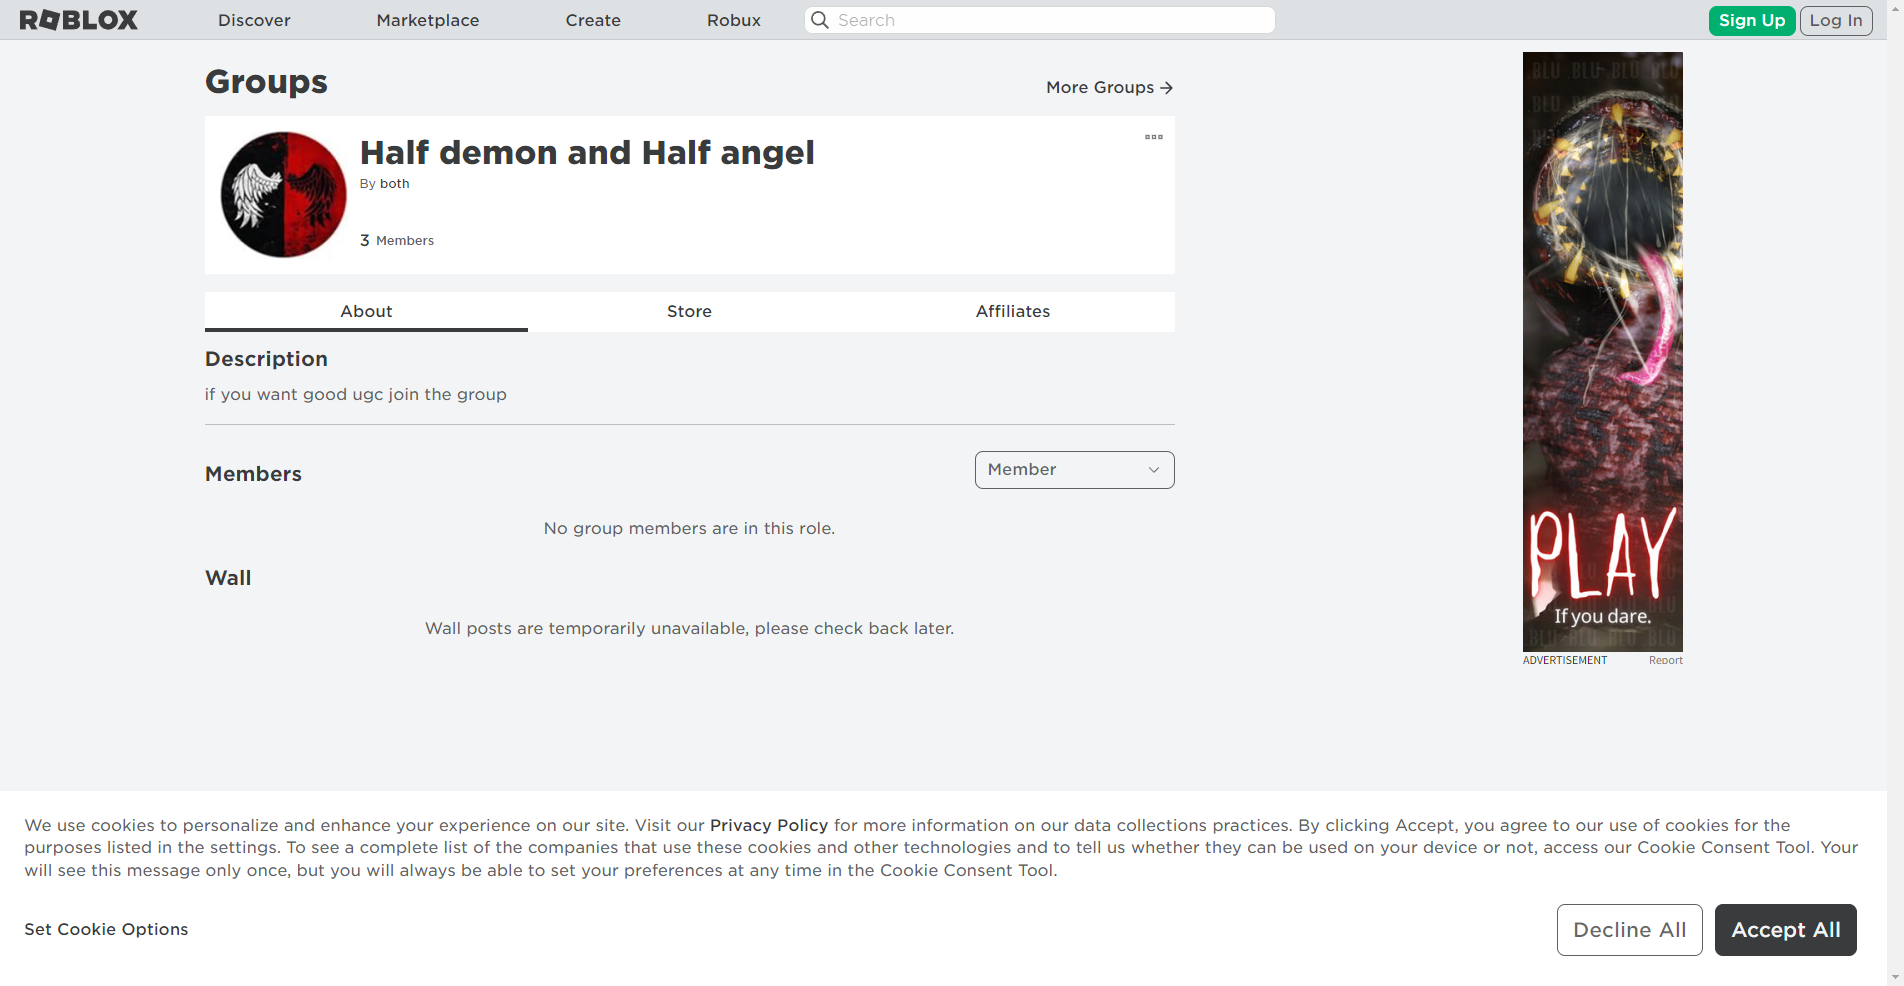 ROBLOX
Discover
Marketplace
Create
Robux
Search
Sign Up
Log In
Groups
More Groups →
Half demon and Half angel
By both
3 Members
About
Store
Affiliates
Description
if you want good ugc join the group
Members
Member
No group members are in this role.
Wall
Wall posts are temporarily unavailable, please check back later.
BLU BLU BLU BLU
PLAY
If you dare.
BLU BLU BLU BLU
ADVERTISEMENT
Report
We use cookies to personalize and enhance your experience on our site. Visit our Privacy Policy for more information on our data collections practices. By clicking Accept, you agree to our use of cookies for the
purposes listed in the settings. To see a complete list of the companies that use these cookies and other technologies and to tell us whether they can be used on your device or not, access our Cookie Consent Tool. Your
will see this message only once, but you will always be able to set your preferences at any time in the Cookie Consent Tool.
Set Cookie Options
Decline All
Accept All